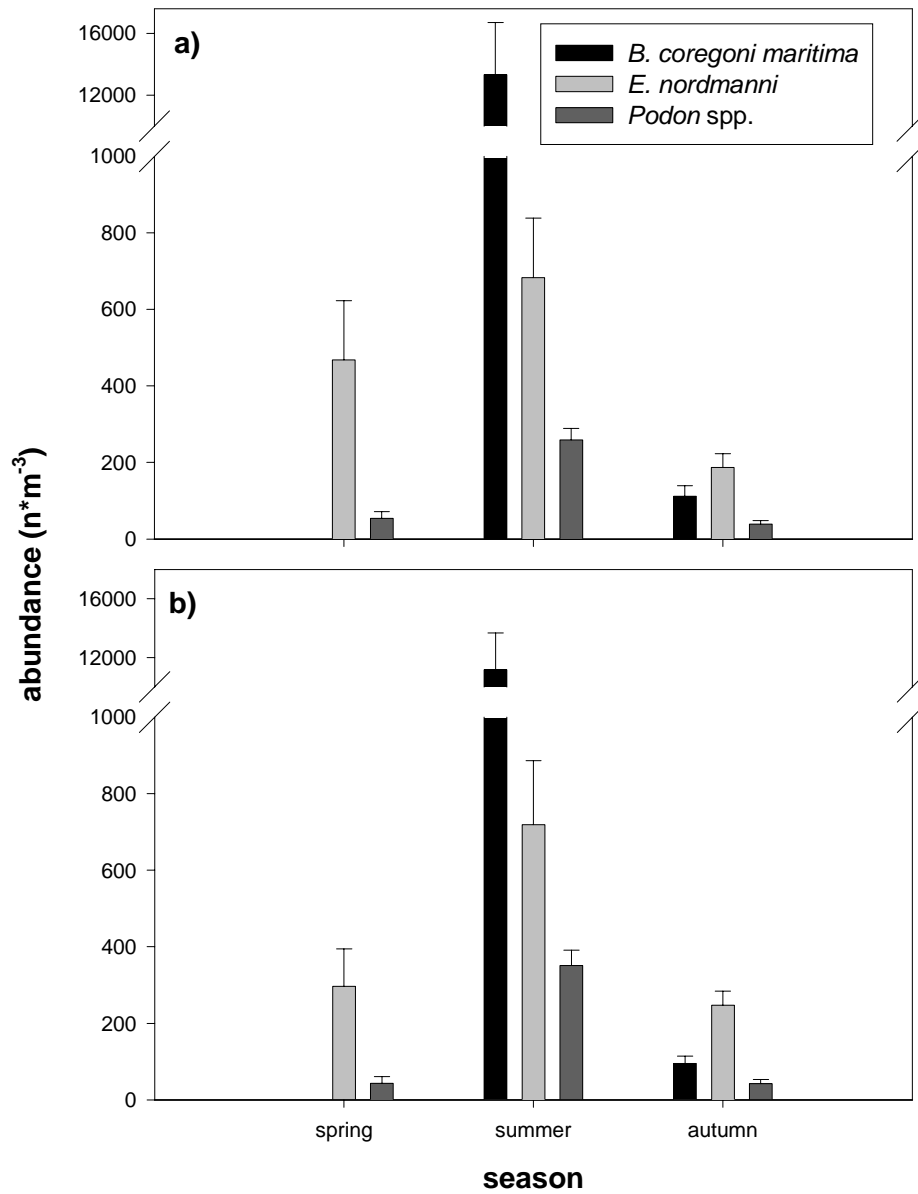 a)
B. coregoni maritima
E. nordmanni
Podon spp.
16000
12000
1000
800
600
400
200
0
abundance (n*m-3)
b)
16000
12000
1000
800
600
400
200
0
spring summer autumn
season